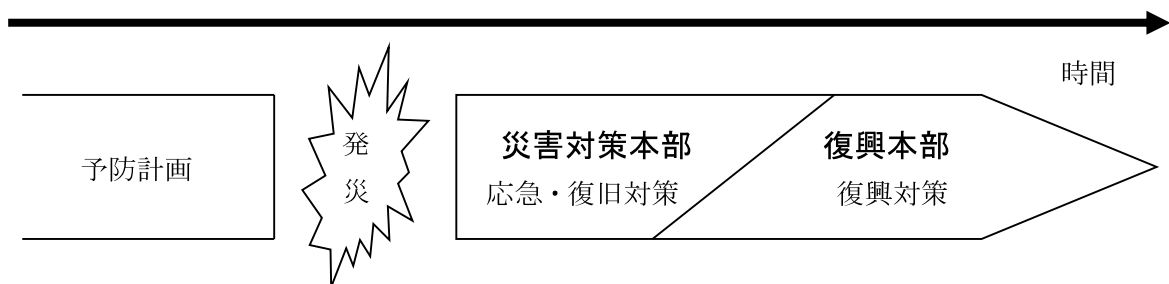 時間
予防計画
発災
災害対策本部
応急・復旧対策
復興本部
復興対策